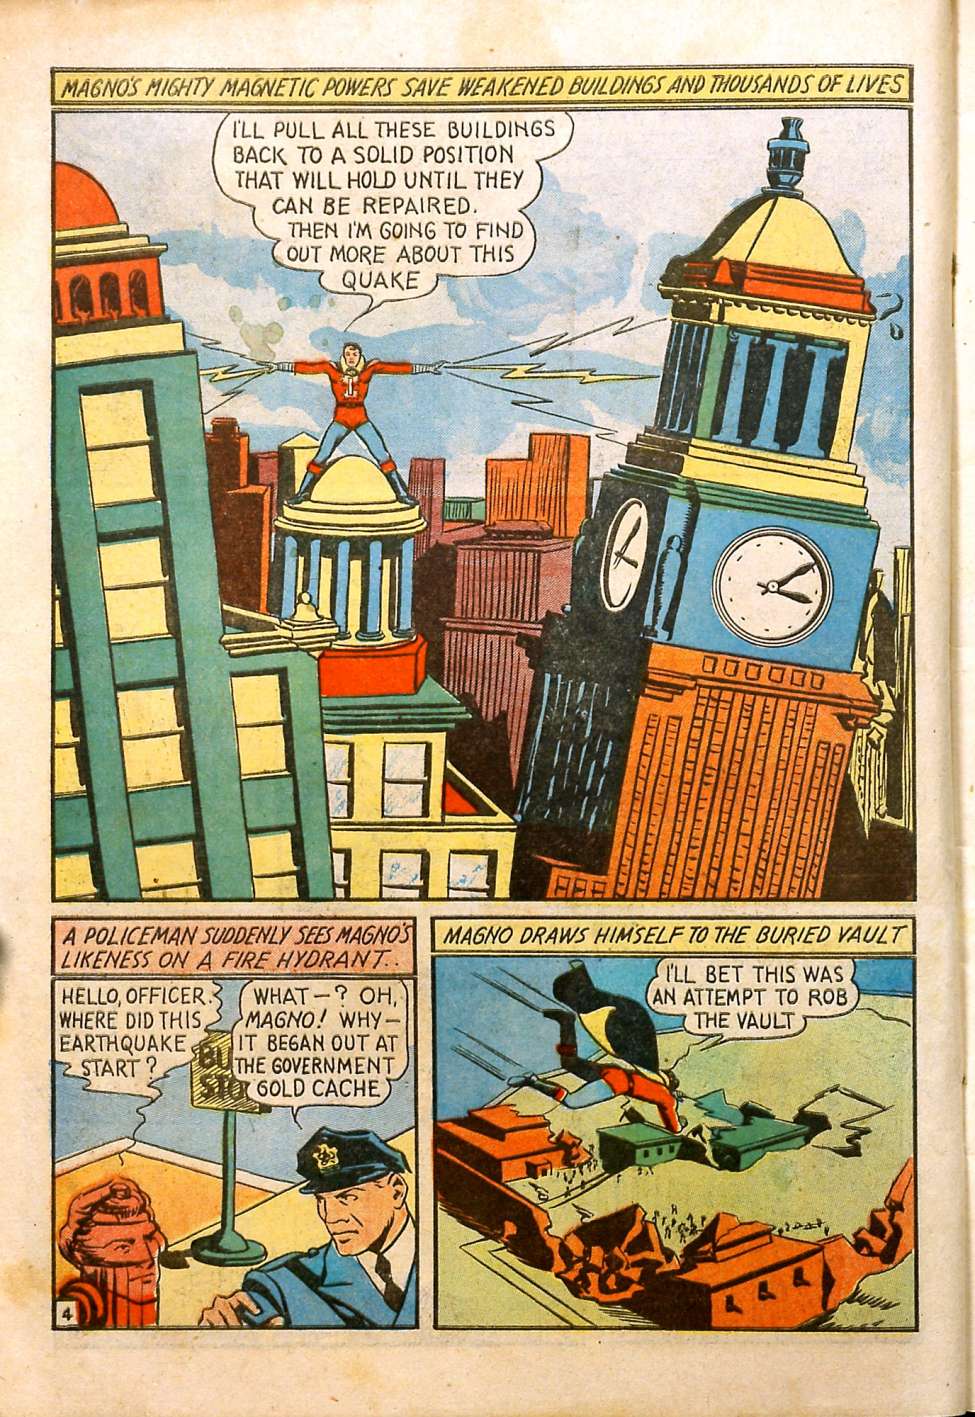 MAGNO'S MIGHTY MAGNETIC POWERS SAVE WEAKENED BUILDINGS AND THOUSANDS OF LIVES
I'LL PULL ALL THESE BUILDINGS
BACK TO A SOLID POSITION
THAT WILL HOLD UNTIL THEY
CAN BE REPAIRED.
THEN I'M GOING TO FIND
OUT MORE ABOUT THIS
QUAKE
A POLICEMAN SUDDENLY SEES MAGNO'S
LIKENESS ON A FIRE HYDRANT..
HELLO, OFFICER.
WHERE DID THIS
EARTHQUAKE
START?
WHAT—? OH,
MAGNO! WHY—
IT BEGAN OUT AT
THE GOVERNMENT
GOLD CACHE
4
MAGNO DRAWS HIMSELF TO THE BURIED VAULT
I'LL BET THIS WAS
AN ATTEMPT TO ROB
THE VAULT